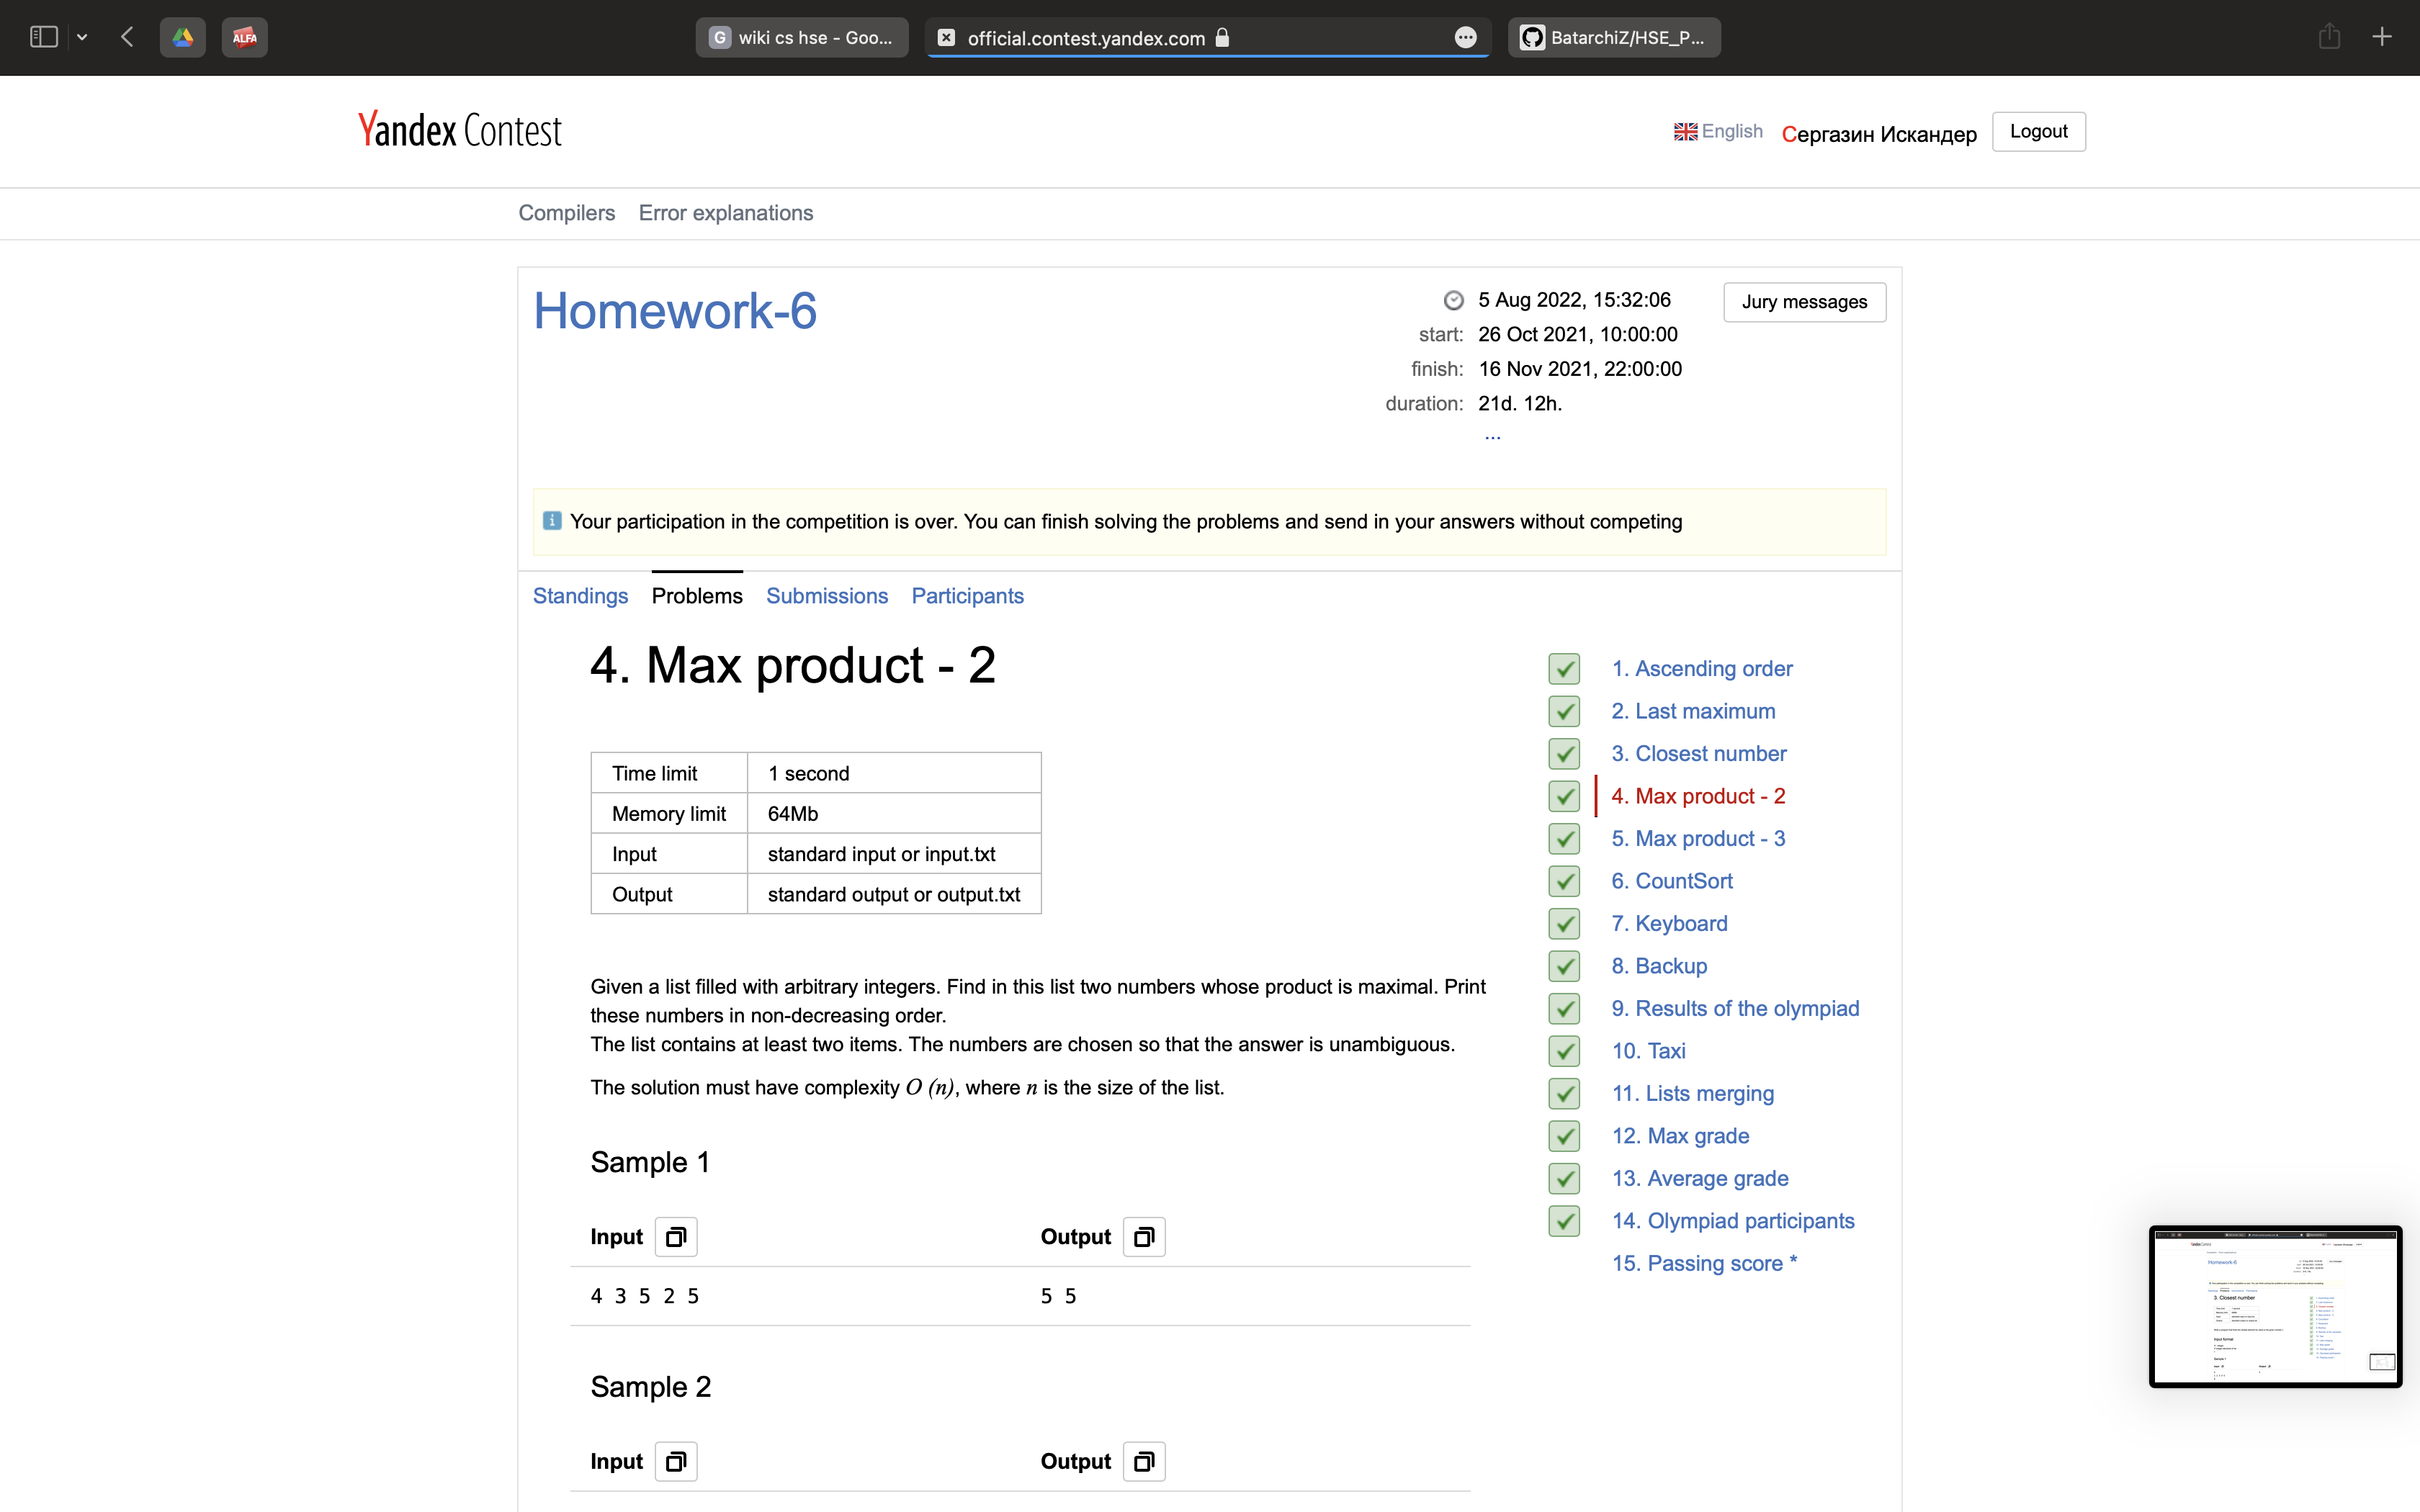 ALFA
G wiki cs hse - Goo...
official.contest.yandex.com
BatarchiZ/HSE_P...
Yandex Contest
English
Сергазин Искандер
Logout
Compilers
Error explanations
Homework-6
5 Aug 2022, 15:32:06
start: 26 Oct 2021, 10:00:00
finish: 16 Nov 2021, 22:00:00
duration: 21d. 12h.
...
Jury messages
Your participation in the competition is over. You can finish solving the problems and send in your answers without competing
Standings Problems Submissions Participants
4. Max product - 2
Time limit 1 second
Memory limit 64Mb
Input standard input or input.txt
Output standard output or output.txt
Given a list filled with arbitrary integers. Find in this list two numbers whose product is maximal. Print
these numbers in non-decreasing order.
The list contains at least two items. The numbers are chosen so that the answer is unambiguous.
The solution must have complexity O (n), where n is the size of the list.
Sample 1
Input Output
4 3 5 2 5 5 5
Sample 2
Input Output
1. Ascending order
2. Last maximum
3. Closest number
4. Max product - 2
5. Max product - 3
6. CountSort
7. Keyboard
8. Backup
9. Results of the olympiad
10. Taxi
11. Lists merging
12. Max grade
13. Average grade
14. Olympiad participants
15. Passing score *
Homework-6
3. Closest number